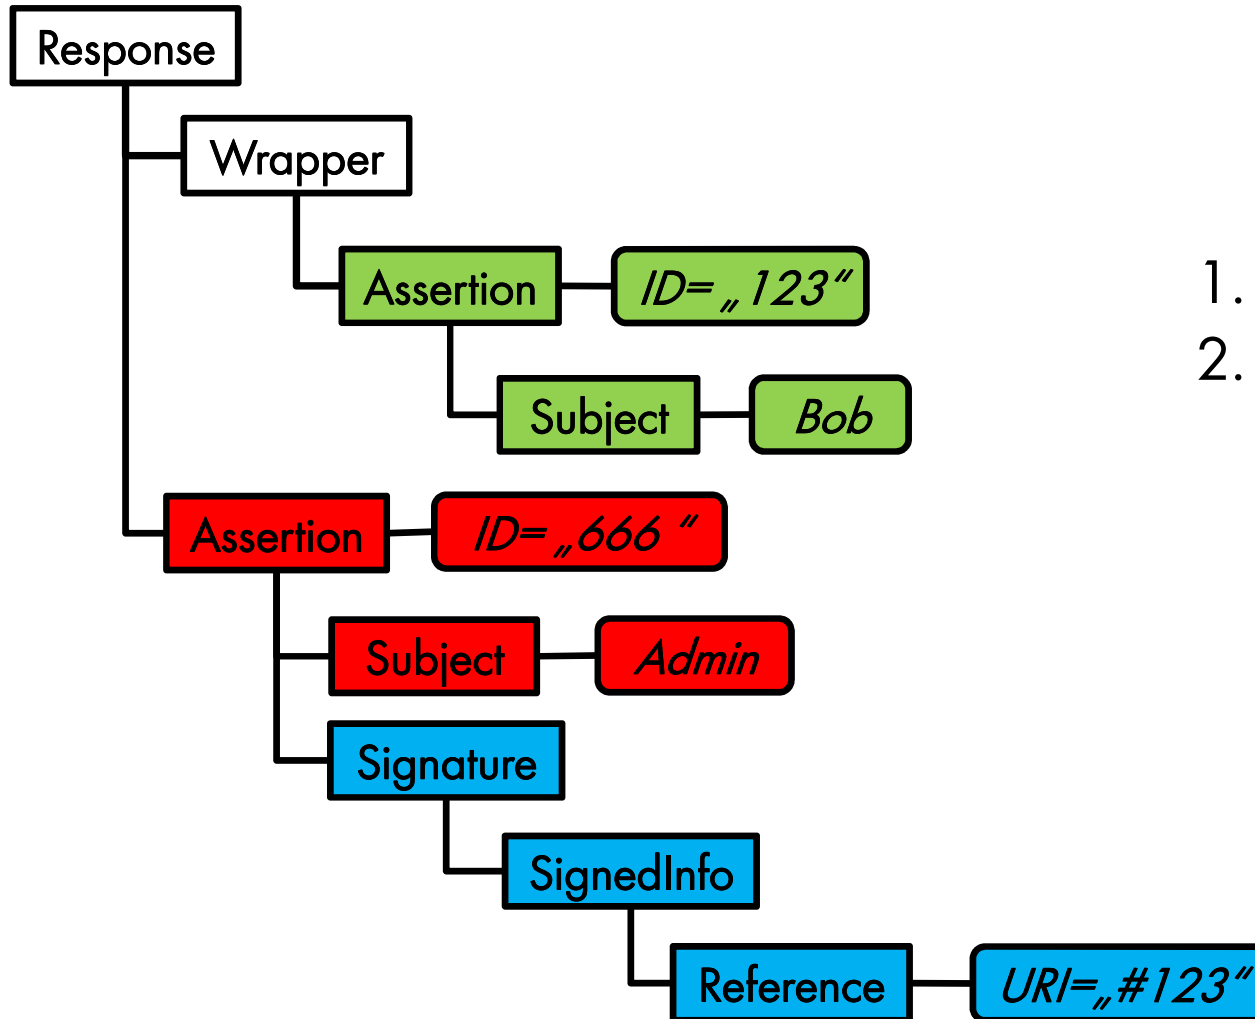 Response
Wrapper
Assertion
ID=„123“
1.
Subject
Bob
2.
Assertion
ID=„666 “
Subject
Admin
Signature
SignedInfo
Reference
URI=„#123“